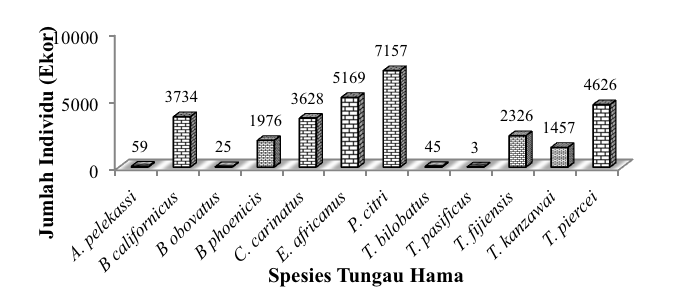 Jumlah Individu (Ekor)
10000
5000
0
59
3734
25
1976
3628
5169
7157
45
3
2326
1457
4626
A. pelekassi
B californicus
B obovatus
B phoenicis
C. carinatus
E. africanus
P. citri
T. bilobatus
T. pasificus
T. fijiensis
T. kanzawai
T. piercei
Spesies Tungau Hama